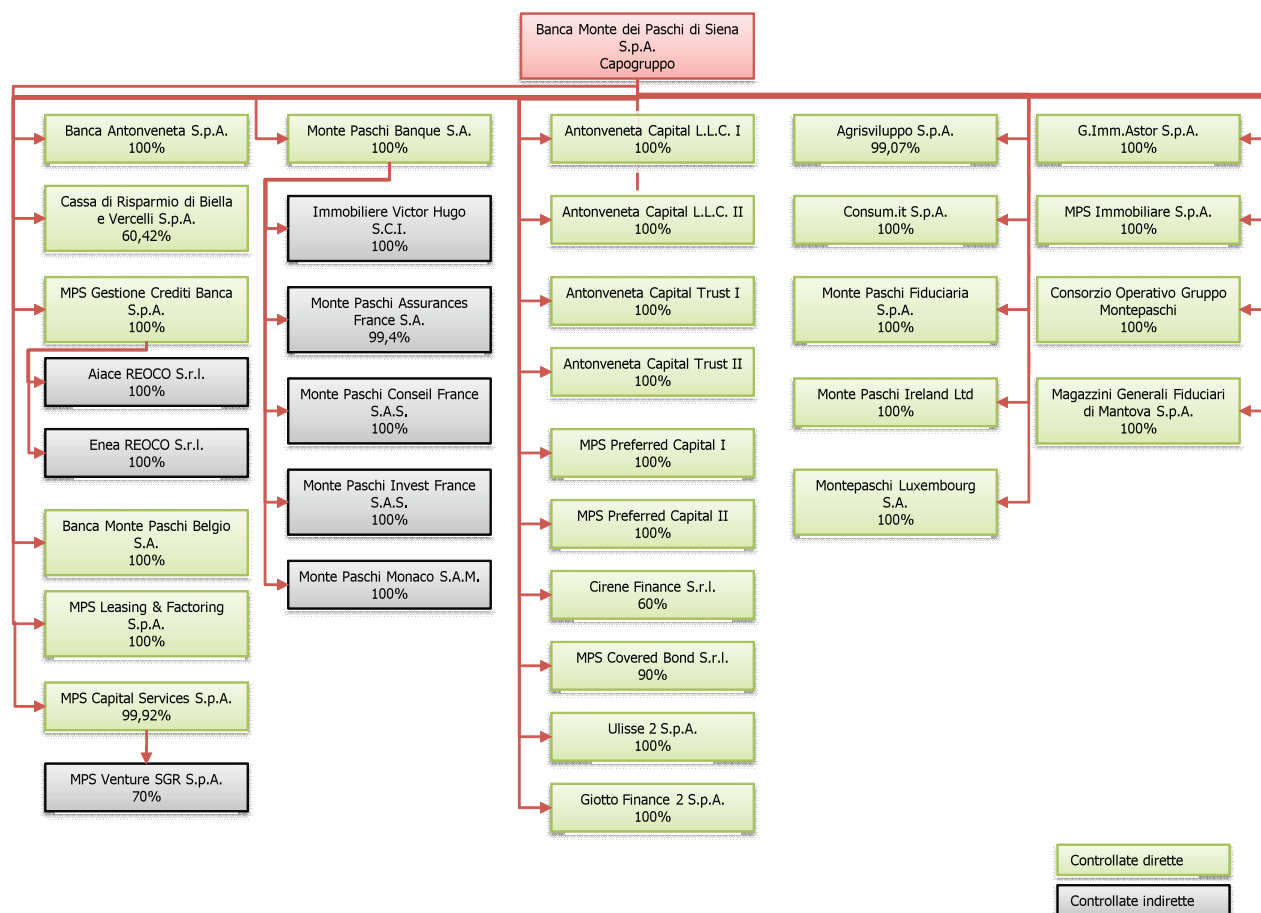 Banca Monte dei Paschi di Siena
S.p.A.
Capogruppo
Banca Antonveneta S.p.A.
100%
Cassa di Risparmio di Biella
e Vercelli S.p.A.
60,42%
MPS Gestione Crediti Banca
S.p.A.
100%
Aiace REOCO S.r.l.
100%
Enea REOCO S.r.l.
100%
Banca Monte Paschi Belgio
S.A.
100%
MPS Leasing & Factoring
S.p.A.
100%
MPS Capital Services S.p.A.
99,92%
MPS Venture SGR S.p.A.
70%
Monte Paschi Banque S.A.
100%
Immobiliere Victor Hugo
S.C.I.
100%
Monte Paschi Assurances
France S.A.
99,4%
Monte Paschi Conseil France
S.A.S.
100%
Monte Paschi Invest France
S.A.S.
100%
Monte Paschi Monaco S.A.M.
100%
Antonveneta Capital L.L.C. I
100%
Antonveneta Capital L.L.C. II
100%
Antonveneta Capital Trust I
100%
Antonveneta Capital Trust II
100%
MPS Preferred Capital I
100%
MPS Preferred Capital II
100%
Cirene Finance S.r.l.
60%
MPS Covered Bond S.r.l.
90%
Ulisse 2 S.p.A.
100%
Giotto Finance 2 S.p.A.
100%
Agrisviluppo S.p.A.
99,07%
Consum.it S.p.A.
100%
Monte Paschi Fiduciaria
S.p.A.
100%
Monte Paschi Ireland Ltd
100%
Montepaschi Luxembourg
S.A.
100%
G.Imm.Astor S.p.A.
100%
MPS Immobiliare S.p.A.
100%
Consorzio Operativo Gruppo
Montepaschi
100%
Magazzini Generali Fiduciari
di Mantova S.p.A.
100%
Controllate dirette
Controllate indirette